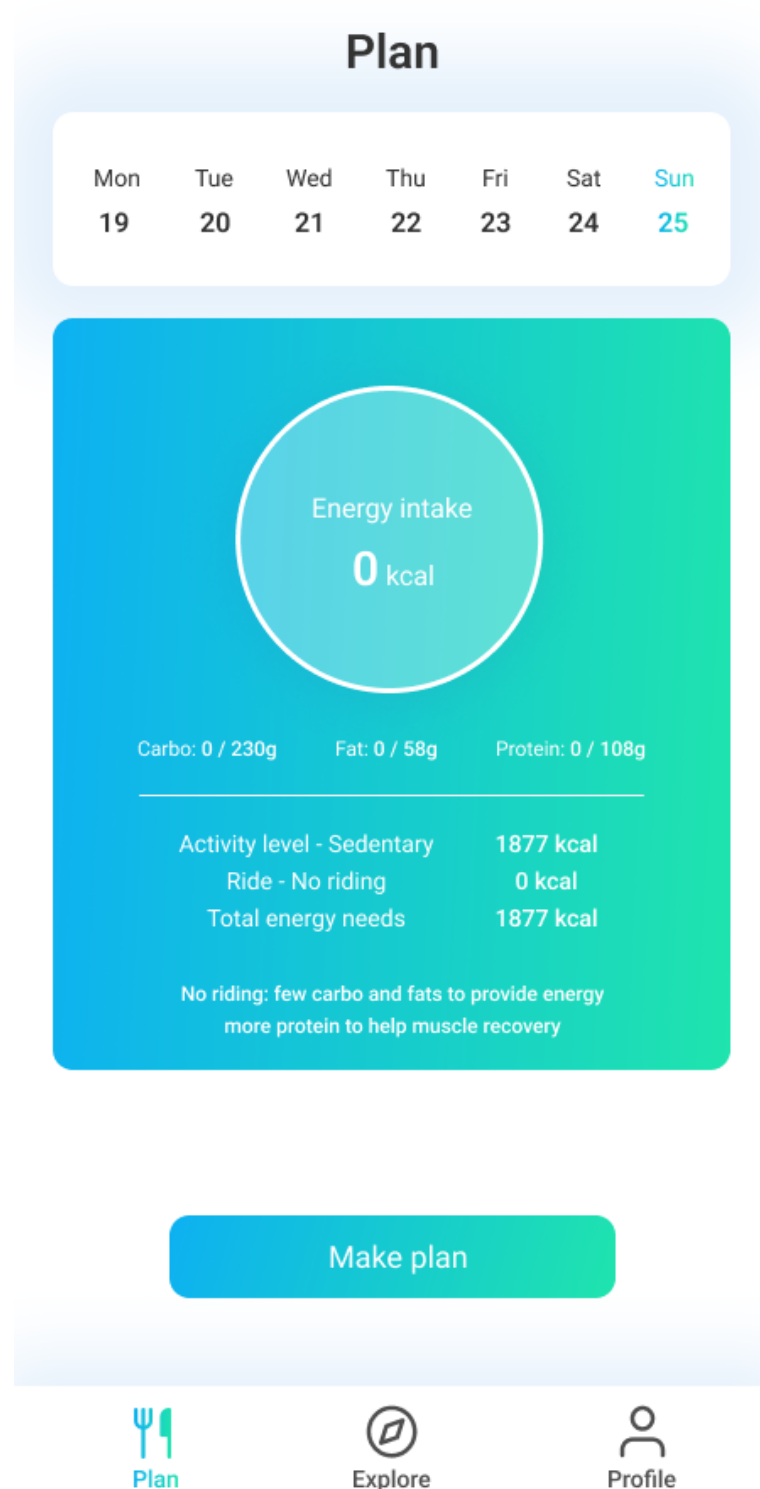 Plan
Mon Tue Wed Thu Fri Sat Sun
19 20 21 22 23 24 25
Energy intake
0 kcal
Carbo: 0 / 230g Fat: 0 / 58g Protein: 0 / 108g
Activity level - Sedentary 1877 kcal
Ride - No riding 0 kcal
Total energy needs 1877 kcal
No riding: few carbo and fats to provide energy
more protein to help muscle recovery
Make plan
Plan Explore Profile